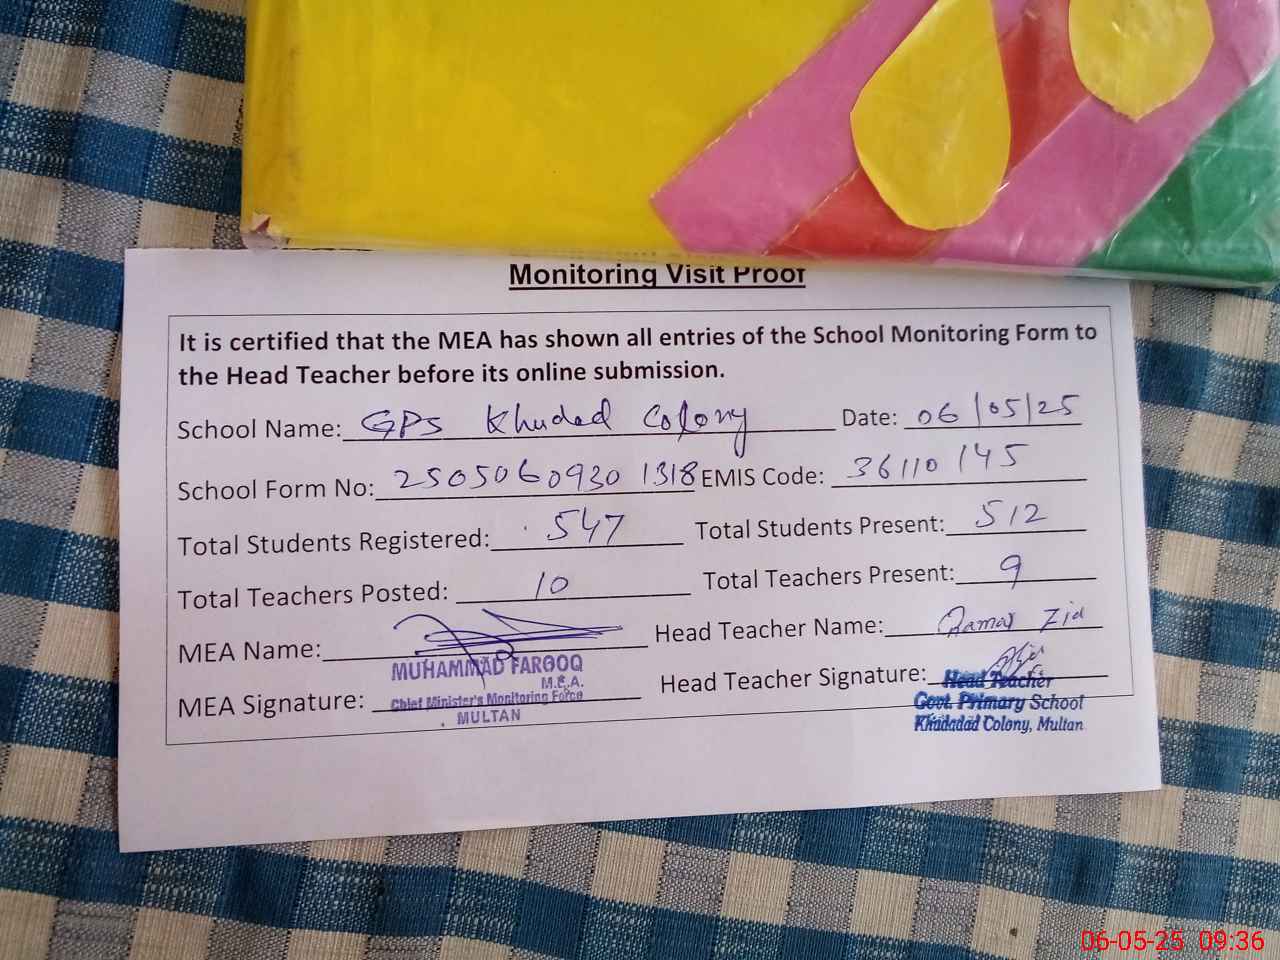 Monitoring Visit Proof
It is certified that the MEA has shown all entries of the School Monitoring Form to
the Head Teacher before its online submission.
School Name: GPS Khudad Colony Date: 06/05/25
School Form No: 25050609301318 EMIS Code: 36110145
Total Students Registered: 547 Total Students Present: 512
Total Teachers Posted: 10 Total Teachers Present: 9
MEA Name: Head Teacher Name: Qamar Zia
MUHAMMAD FAROOQ
M.E.A.
MEA Signature: Chief Minister's Monitoring Force
MULTAN
Head Teacher Signature: Head Teacher
Govt. Primary School
Khudadad Colony, Multan
06-05-25 09:36